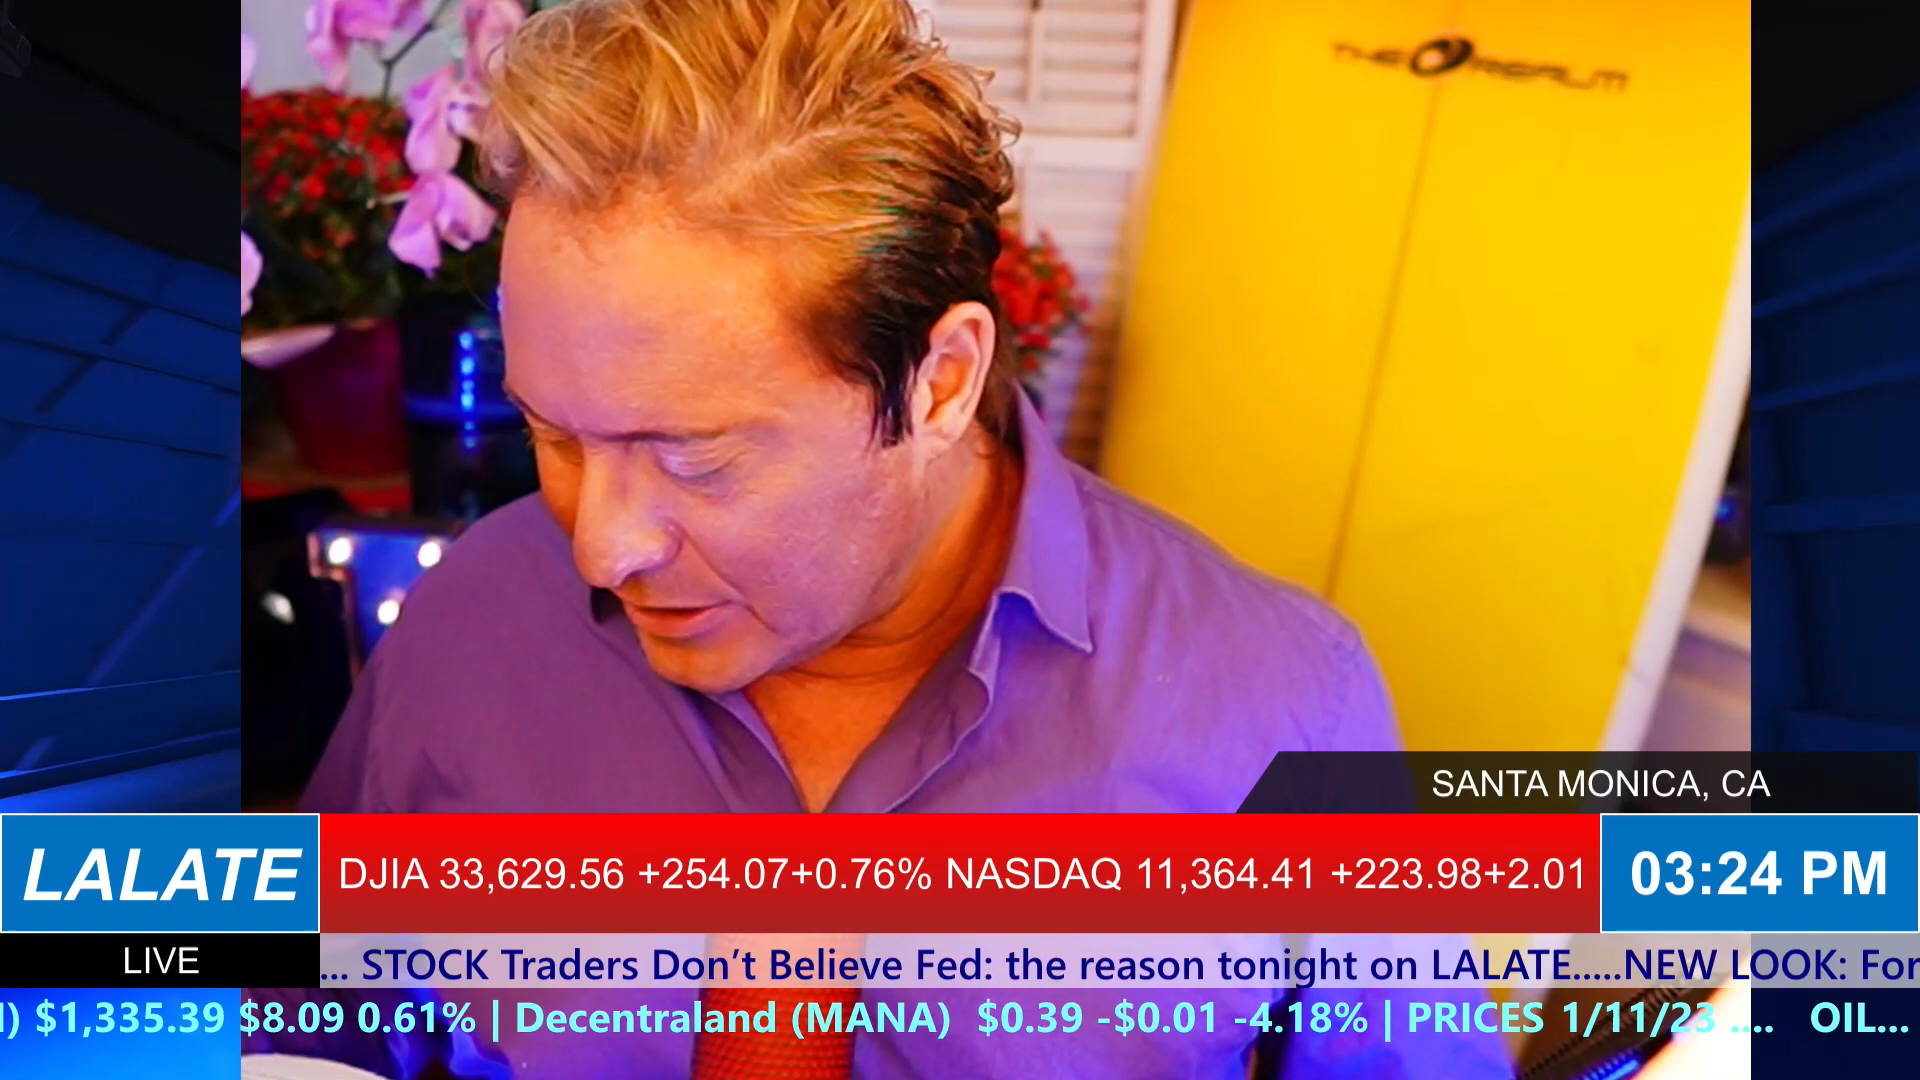 SANTA MONICA, CA
LALATE
DJIA 33,629.56 +254.07+0.76% NASDAQ 11,364.41 +223.98+2.01
03:24 PM
LIVE
... STOCK Traders Don’t Believe Fed: the reason tonight on LALATE.....NEW LOOK: For
) $1,335.39 $8.09 0.61% | Decentraland (MANA) $0.39 -$0.01 -4.18% | PRICES 1/11/23 .... OIL...